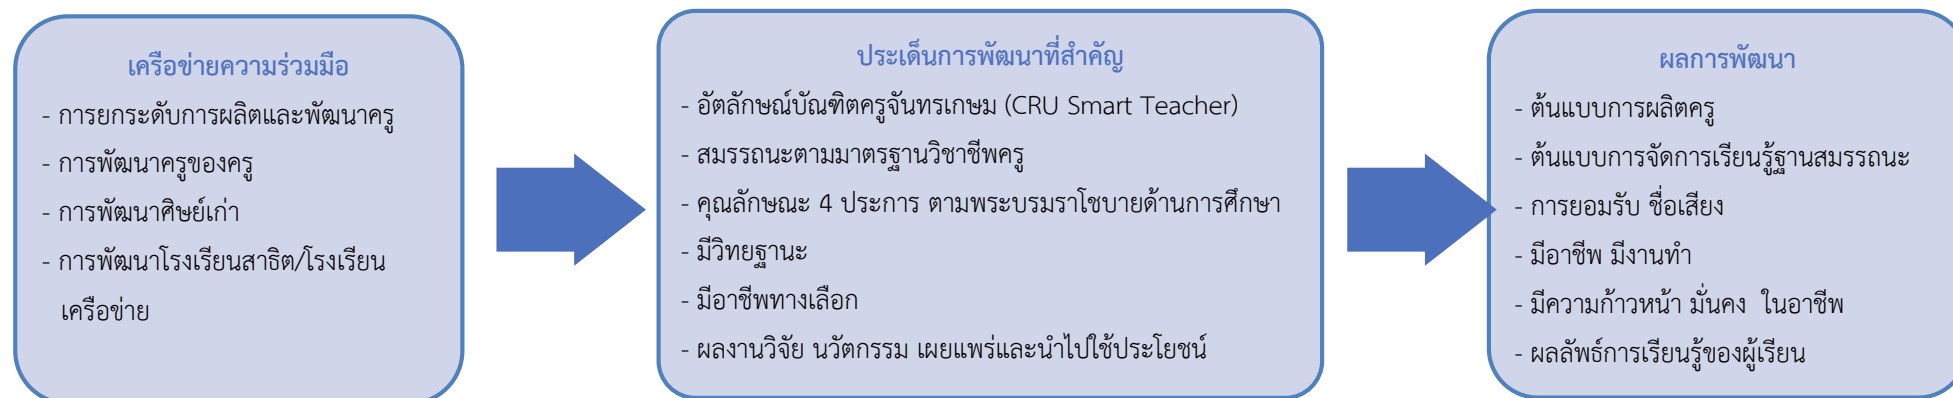 เครือข่ายความร่วมมือ
- การยกระดับการผลิตและพัฒนาครู
- การพัฒนาครูของครู
- การพัฒนาศิษย์เก่า
- การพัฒนาโรงเรียนสาธิต/โรงเรียน
เครือข่าย
ประเด็นการพัฒนาที่สำคัญ
- อัตลักษณ์บัณฑิตครูจันทรเกษม (CRU Smart Teacher)
- สมรรถนะตามมาตรฐานวิชาชีพครู
- คุณลักษณะ 4 ประการ ตามพระบรมราโชบายด้านการศึกษา
- มีวิทยฐานะ
- มีอาชีพทางเลือก
- ผลงานวิจัย นวัตกรรม เผยแพร่และนำไปใช้ประโยชน์
ผลการพัฒนา
- ต้นแบบการผลิตครู
- ต้นแบบการจัดการเรียนรู้ฐานสมรรถนะ
- การยอมรับ ชื่อเสียง
- มีอาชีพ มีงานทำ
- มีความก้าวหน้า มั่นคง ในอาชีพ
- ผลลัพธ์การเรียนรู้ของผู้เรียน